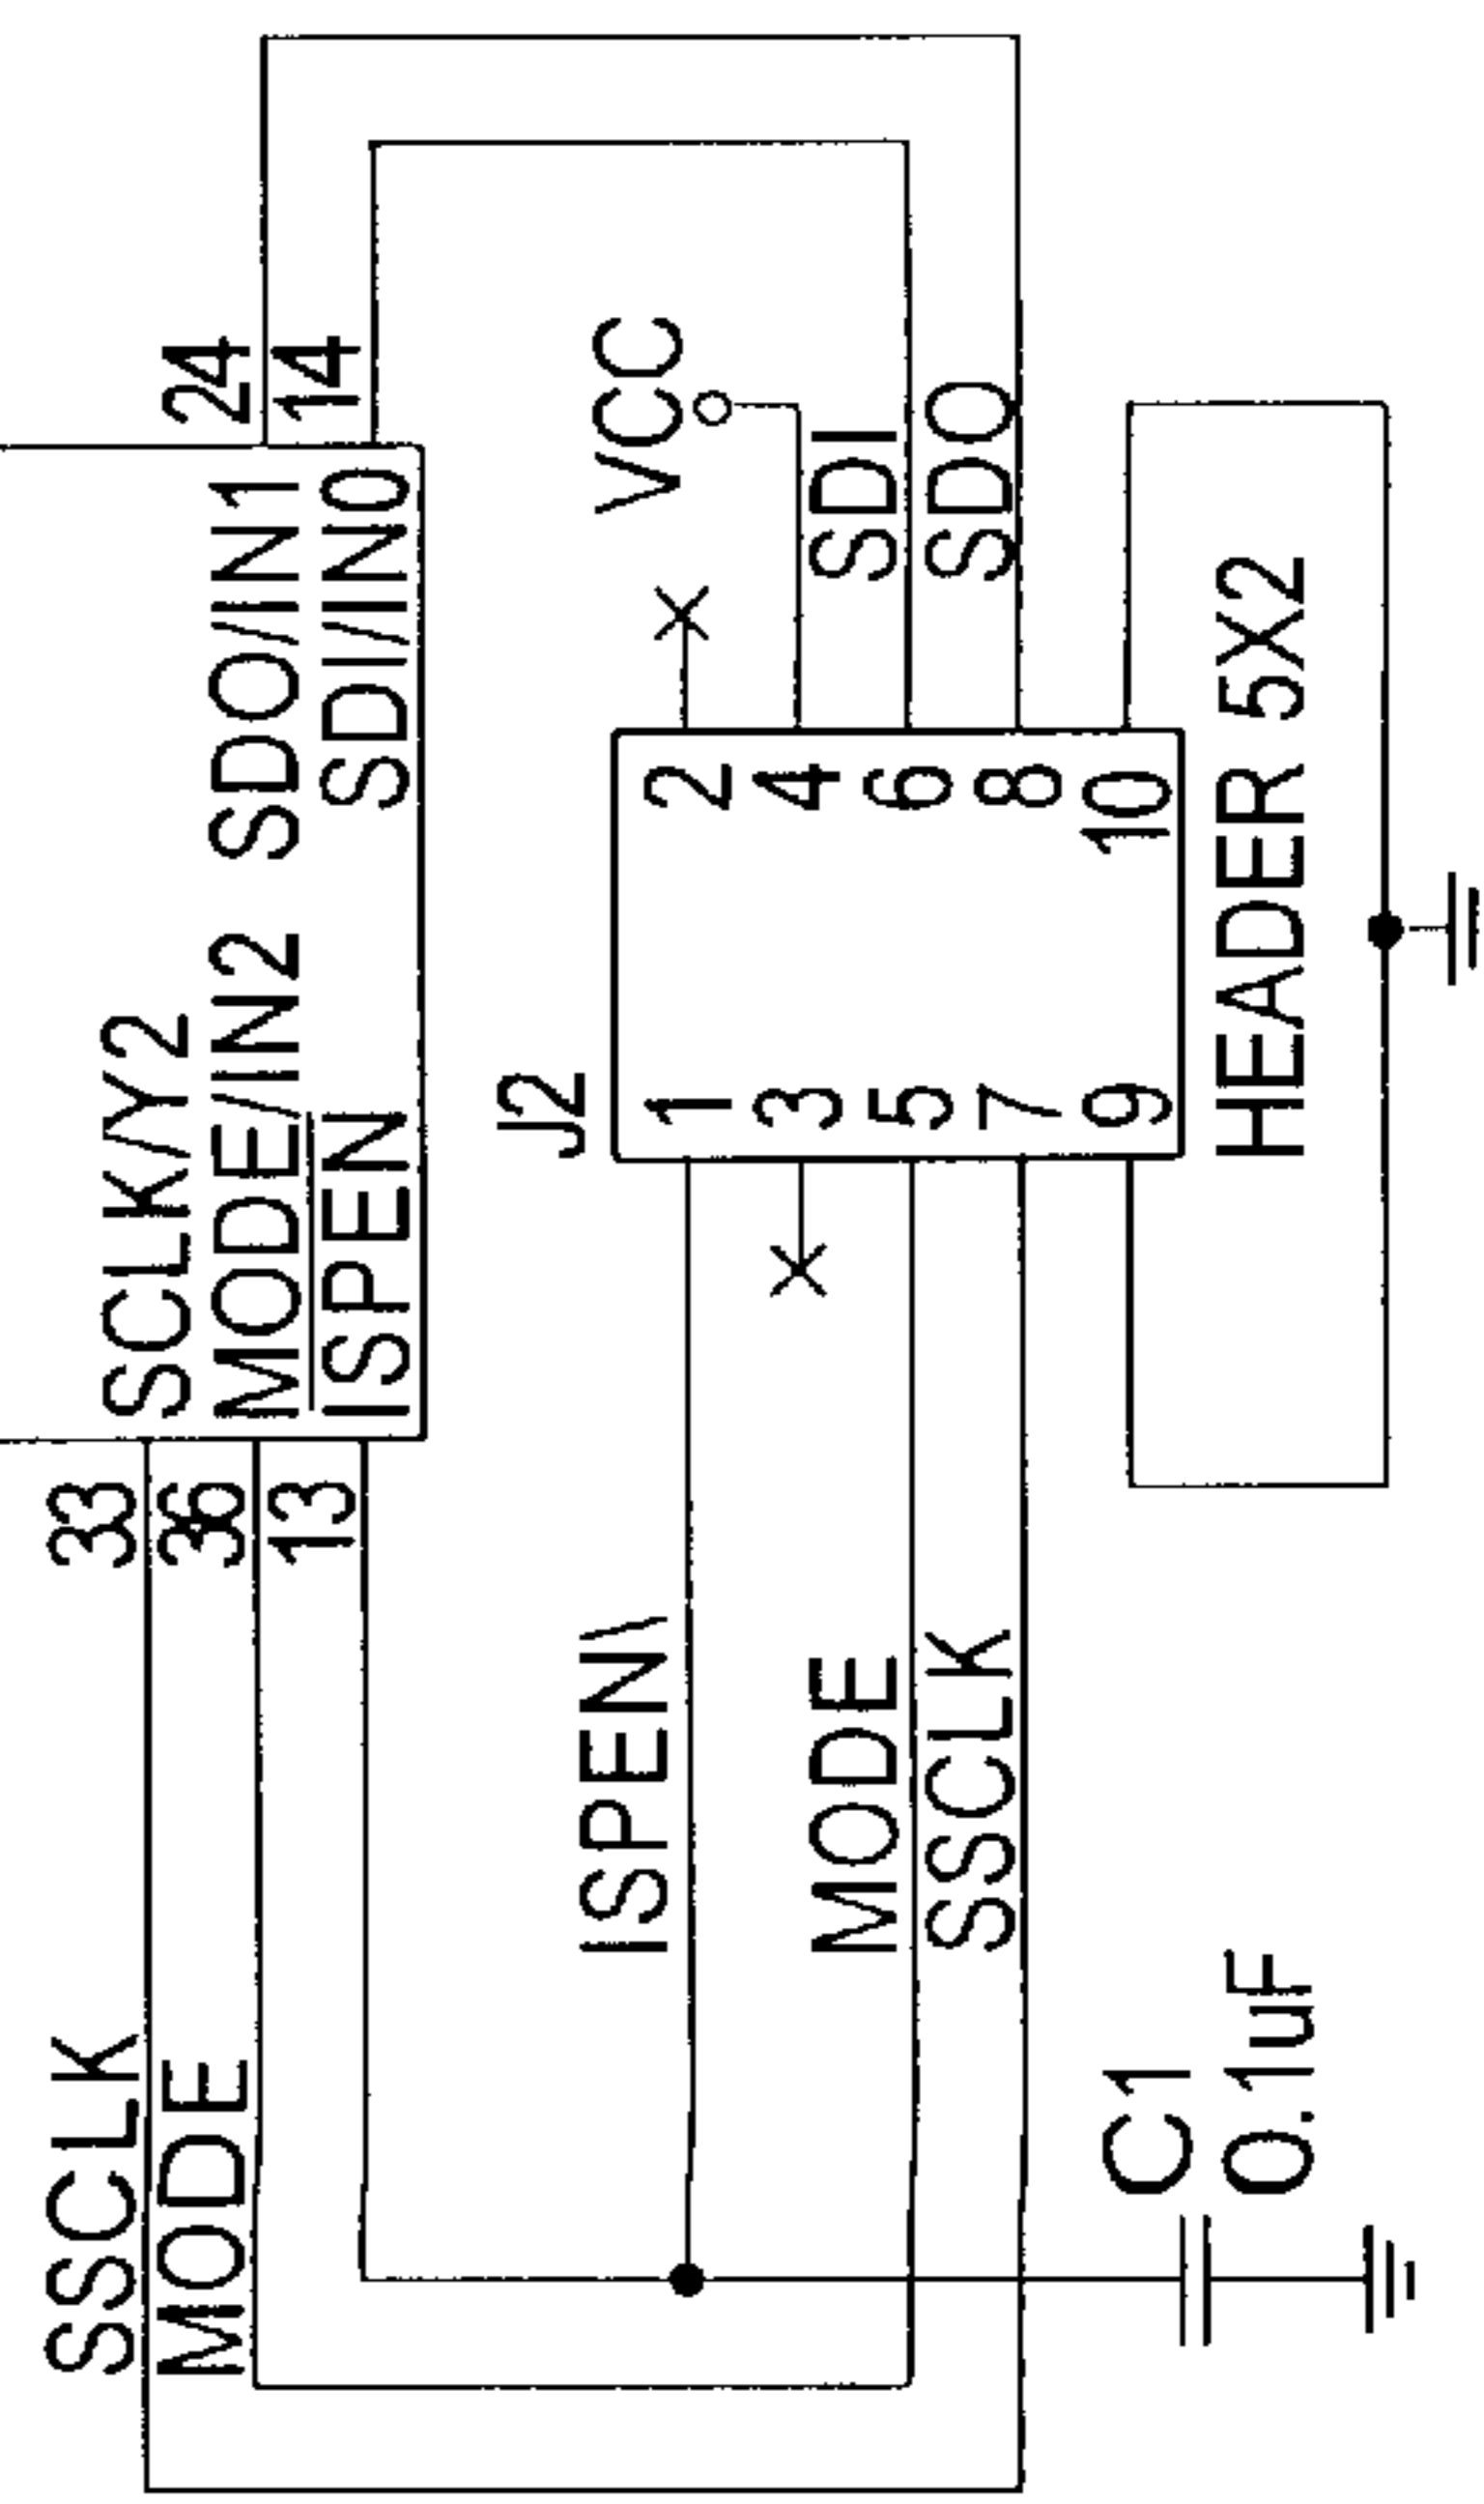 SSCLK 33
SCLK/Y2
MODE 24
MODE/IN2 SDO/IN1
13 14
ISPEN SDI/IN0
J2
iSPEN\ VCC
1 2
3 4
MODE SDI
5 6
SSCLK SDO
7 8
9 10
C1
0.1uF
HEADER 5X2